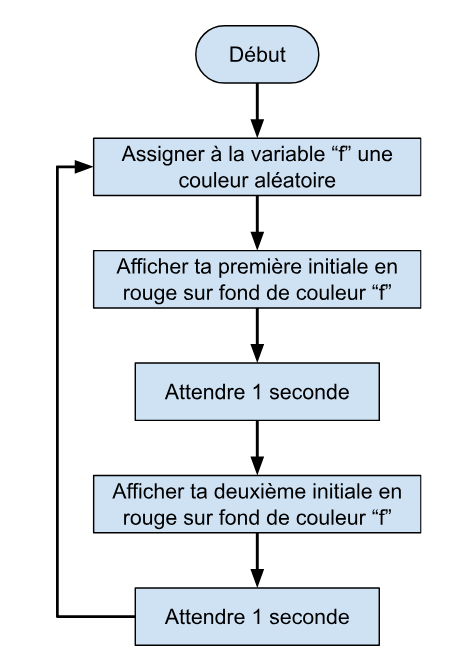 Début
Assigner à la variable “f” une
couleur aléatoire
Afficher ta première initiale en
rouge sur fond de couleur “f”
Attendre 1 seconde
Afficher ta deuxième initiale en
rouge sur fond de couleur “f”
Attendre 1 seconde